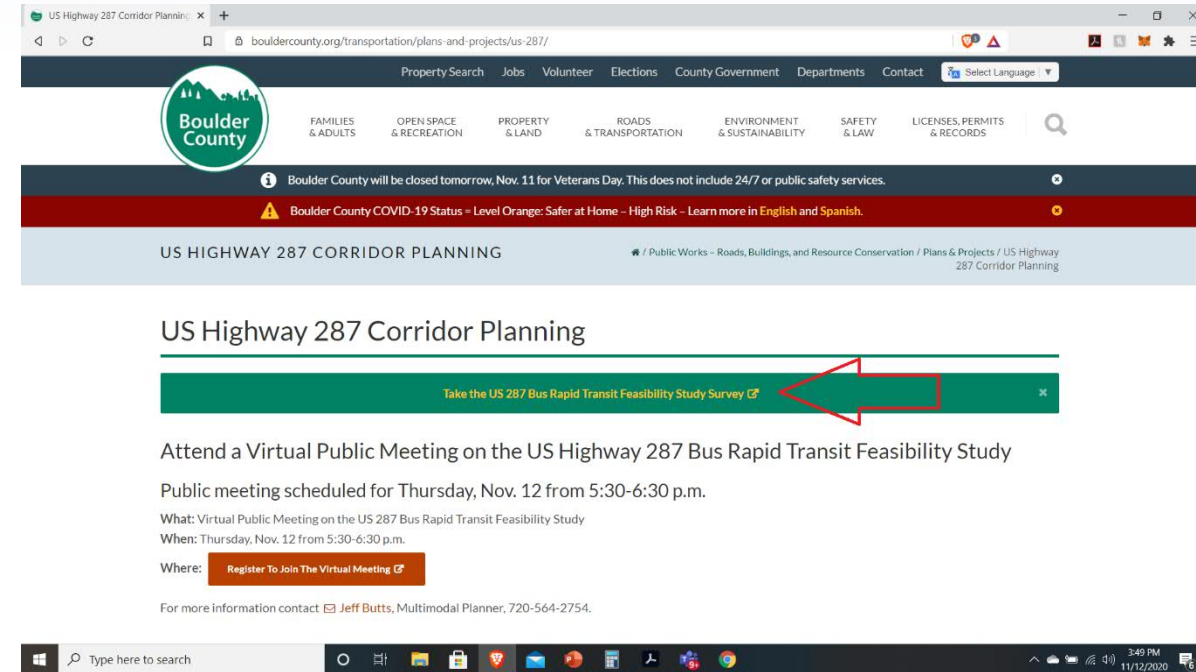 US Highway 287 Corridor Planning
bouldercounty.org/transportation/plans-and-projects/us-287/
Property Search Jobs Volunteer Elections County Government Departments Contact Select Language
Boulder
County
FAMILIES
& ADULTS
OPEN SPACE
& RECREATION
PROPERTY
& LAND
ROADS
& TRANSPORTATION
ENVIRONMENT
& SUSTAINABILITY
SAFETY
& LAW
LICENSES, PERMITS
& RECORDS
Boulder County will be closed tomorrow, Nov. 11 for Veterans Day. This does not include 24/7 or public safety services.
Boulder County COVID-19 Status = Level Orange: Safer at Home – High Risk – Learn more in English and Spanish.
US HIGHWAY 287 CORRIDOR PLANNING
/ Public Works – Roads, Buildings, and Resource Conservation / Plans & Projects / US Highway
287 Corridor Planning
US Highway 287 Corridor Planning
Take the US 287 Bus Rapid Transit Feasibility Study Survey
Attend a Virtual Public Meeting on the US Highway 287 Bus Rapid Transit Feasibility Study
Public meeting scheduled for Thursday, Nov. 12 from 5:30-6:30 p.m.
What: Virtual Public Meeting on the US 287 Bus Rapid Transit Feasibility Study
When: Thursday, Nov. 12 from 5:30-6:30 p.m.
Where: Register To Join The Virtual Meeting
For more information contact Jeff Butts, Multimodal Planner, 720-564-2754.
Type here to search
3:49 PM
11/12/2020